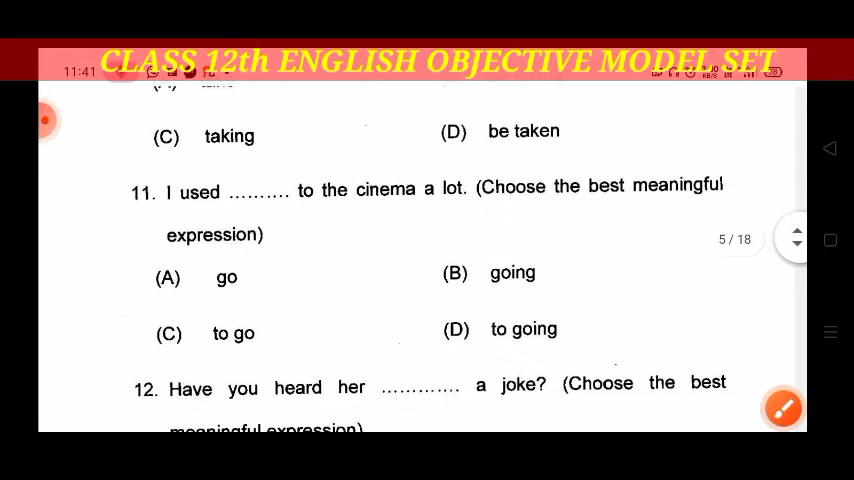 CLASS 12th ENGLISH OBJECTIVE MODEL SET
11:41
(C) taking
(D) be taken
11. I used .......... to the cinema a lot. (Choose the best meaningful
expression)
5 / 18
(A) go
(B) going
(C) to go
(D) to going
12. Have you heard her ............. a joke? (Choose the best
meaningful expression)